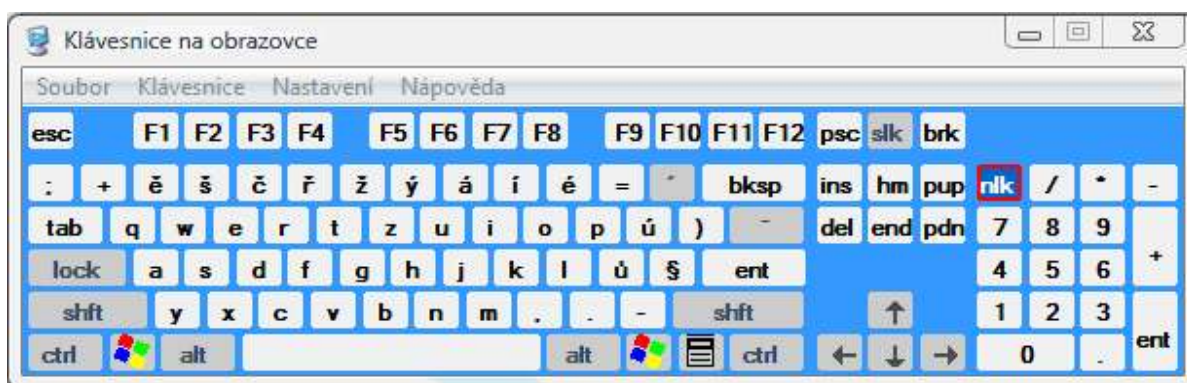 Klávesnice na obrazovce
Soubor Klávesnice Nastavení Nápověda
esc F1 F2 F3 F4 F5 F6 F7 F8 F9 F10 F11 F12 psc slk brk
; + ě š č ř ž ý á í é = ´ bksp ins hm pup nlk / * -
tab q w e r t z u i o p ú ) ¨ del end pdn 7 8 9 +
lock a s d f g h j k l ů § ent 4 5 6
shft y x c v b n m , . - shft ↑ 1 2 3 ent
ctrl alt alt ctrl ← ↓ → 0 .